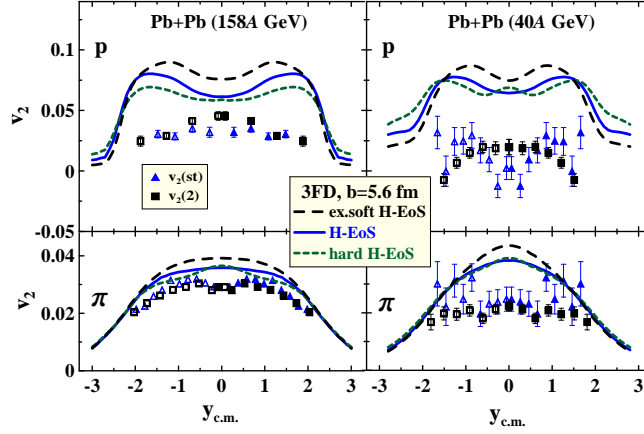 Pb+Pb (158A GeV)
Pb+Pb (40A GeV)
0.1
0.05
0
-0.05
v2
p
p
v2(st)
v2(2)
3FD, b=5.6 fm
ex.soft H-EoS
H-EoS
hard H-EoS
0.04
0.02
0
v2
π
π
-3 -2 -1 0 1 2 3
-2 -1 0 1 2 3
yc.m.
yc.m.